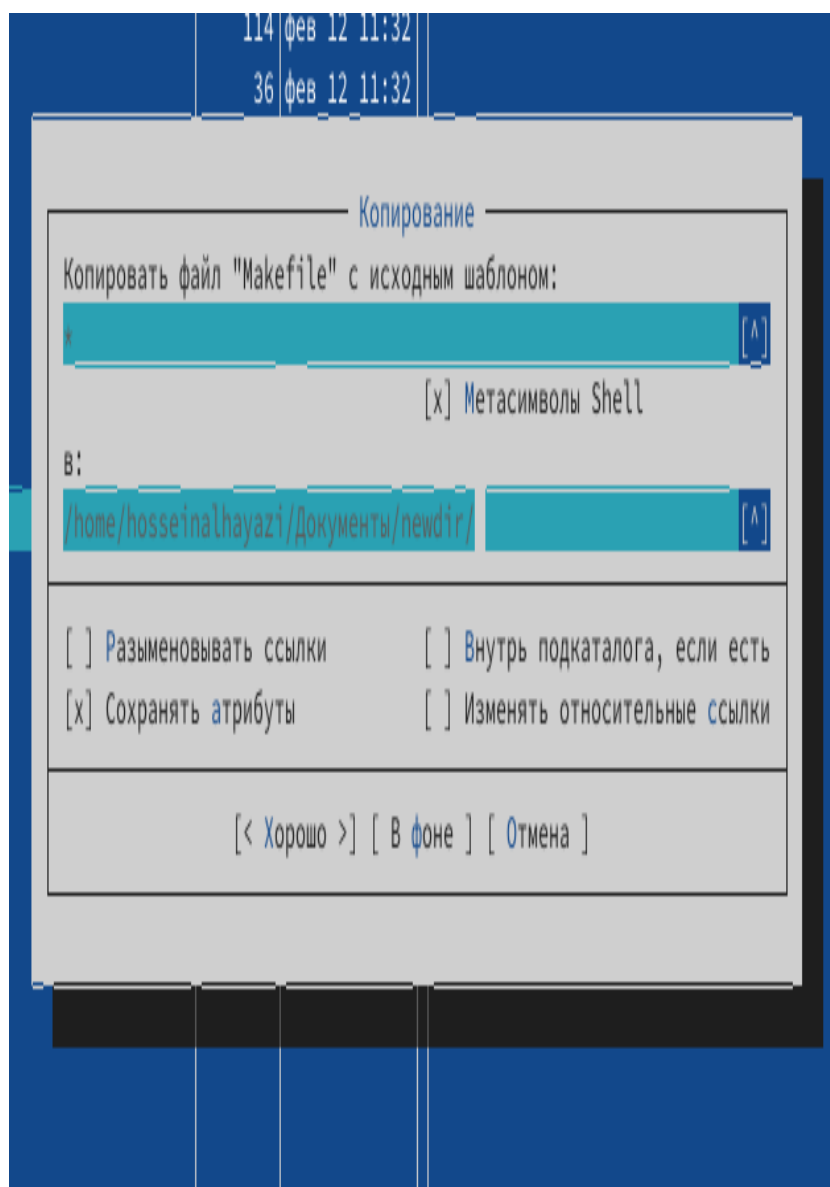 114 фев 12 11:32
36 фев 12 11:32
Копирование
Копировать файл "Makefile" с исходным шаблоном:
* [^]
[x] Метасимволы Shell
в:
/home/hosseinalhayazi/Документы/newdir/ [^]
[ ] Разыменовывать ссылки [ ] Внутрь подкаталога, если есть
[x] Сохранять атрибуты [ ] Изменять относительные ссылки
[< Хорошо >] [ В фоне ] [ Отмена ]